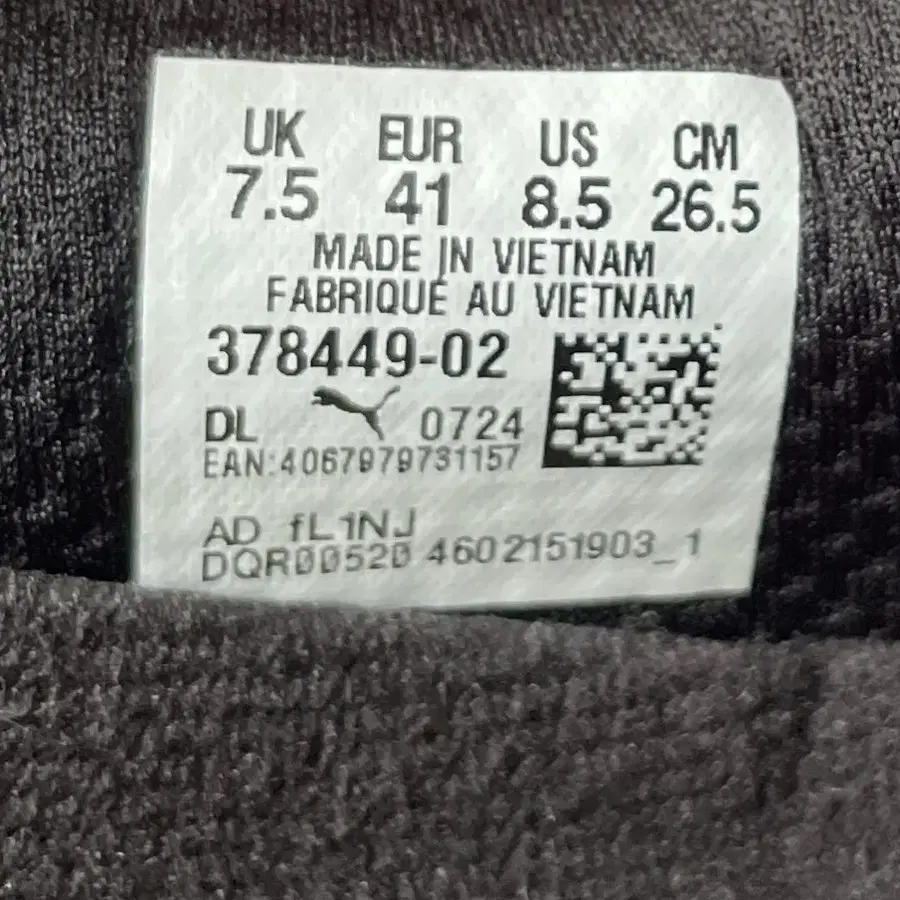 UK EUR US CM
7.5 41 8.5 26.5
MADE IN VIETNAM
FABRIQUÉ AU VIETNAM
378449-02
DL 0724
EAN:4067979731157
AD fL1NJ
DQR00520 4602151903_1